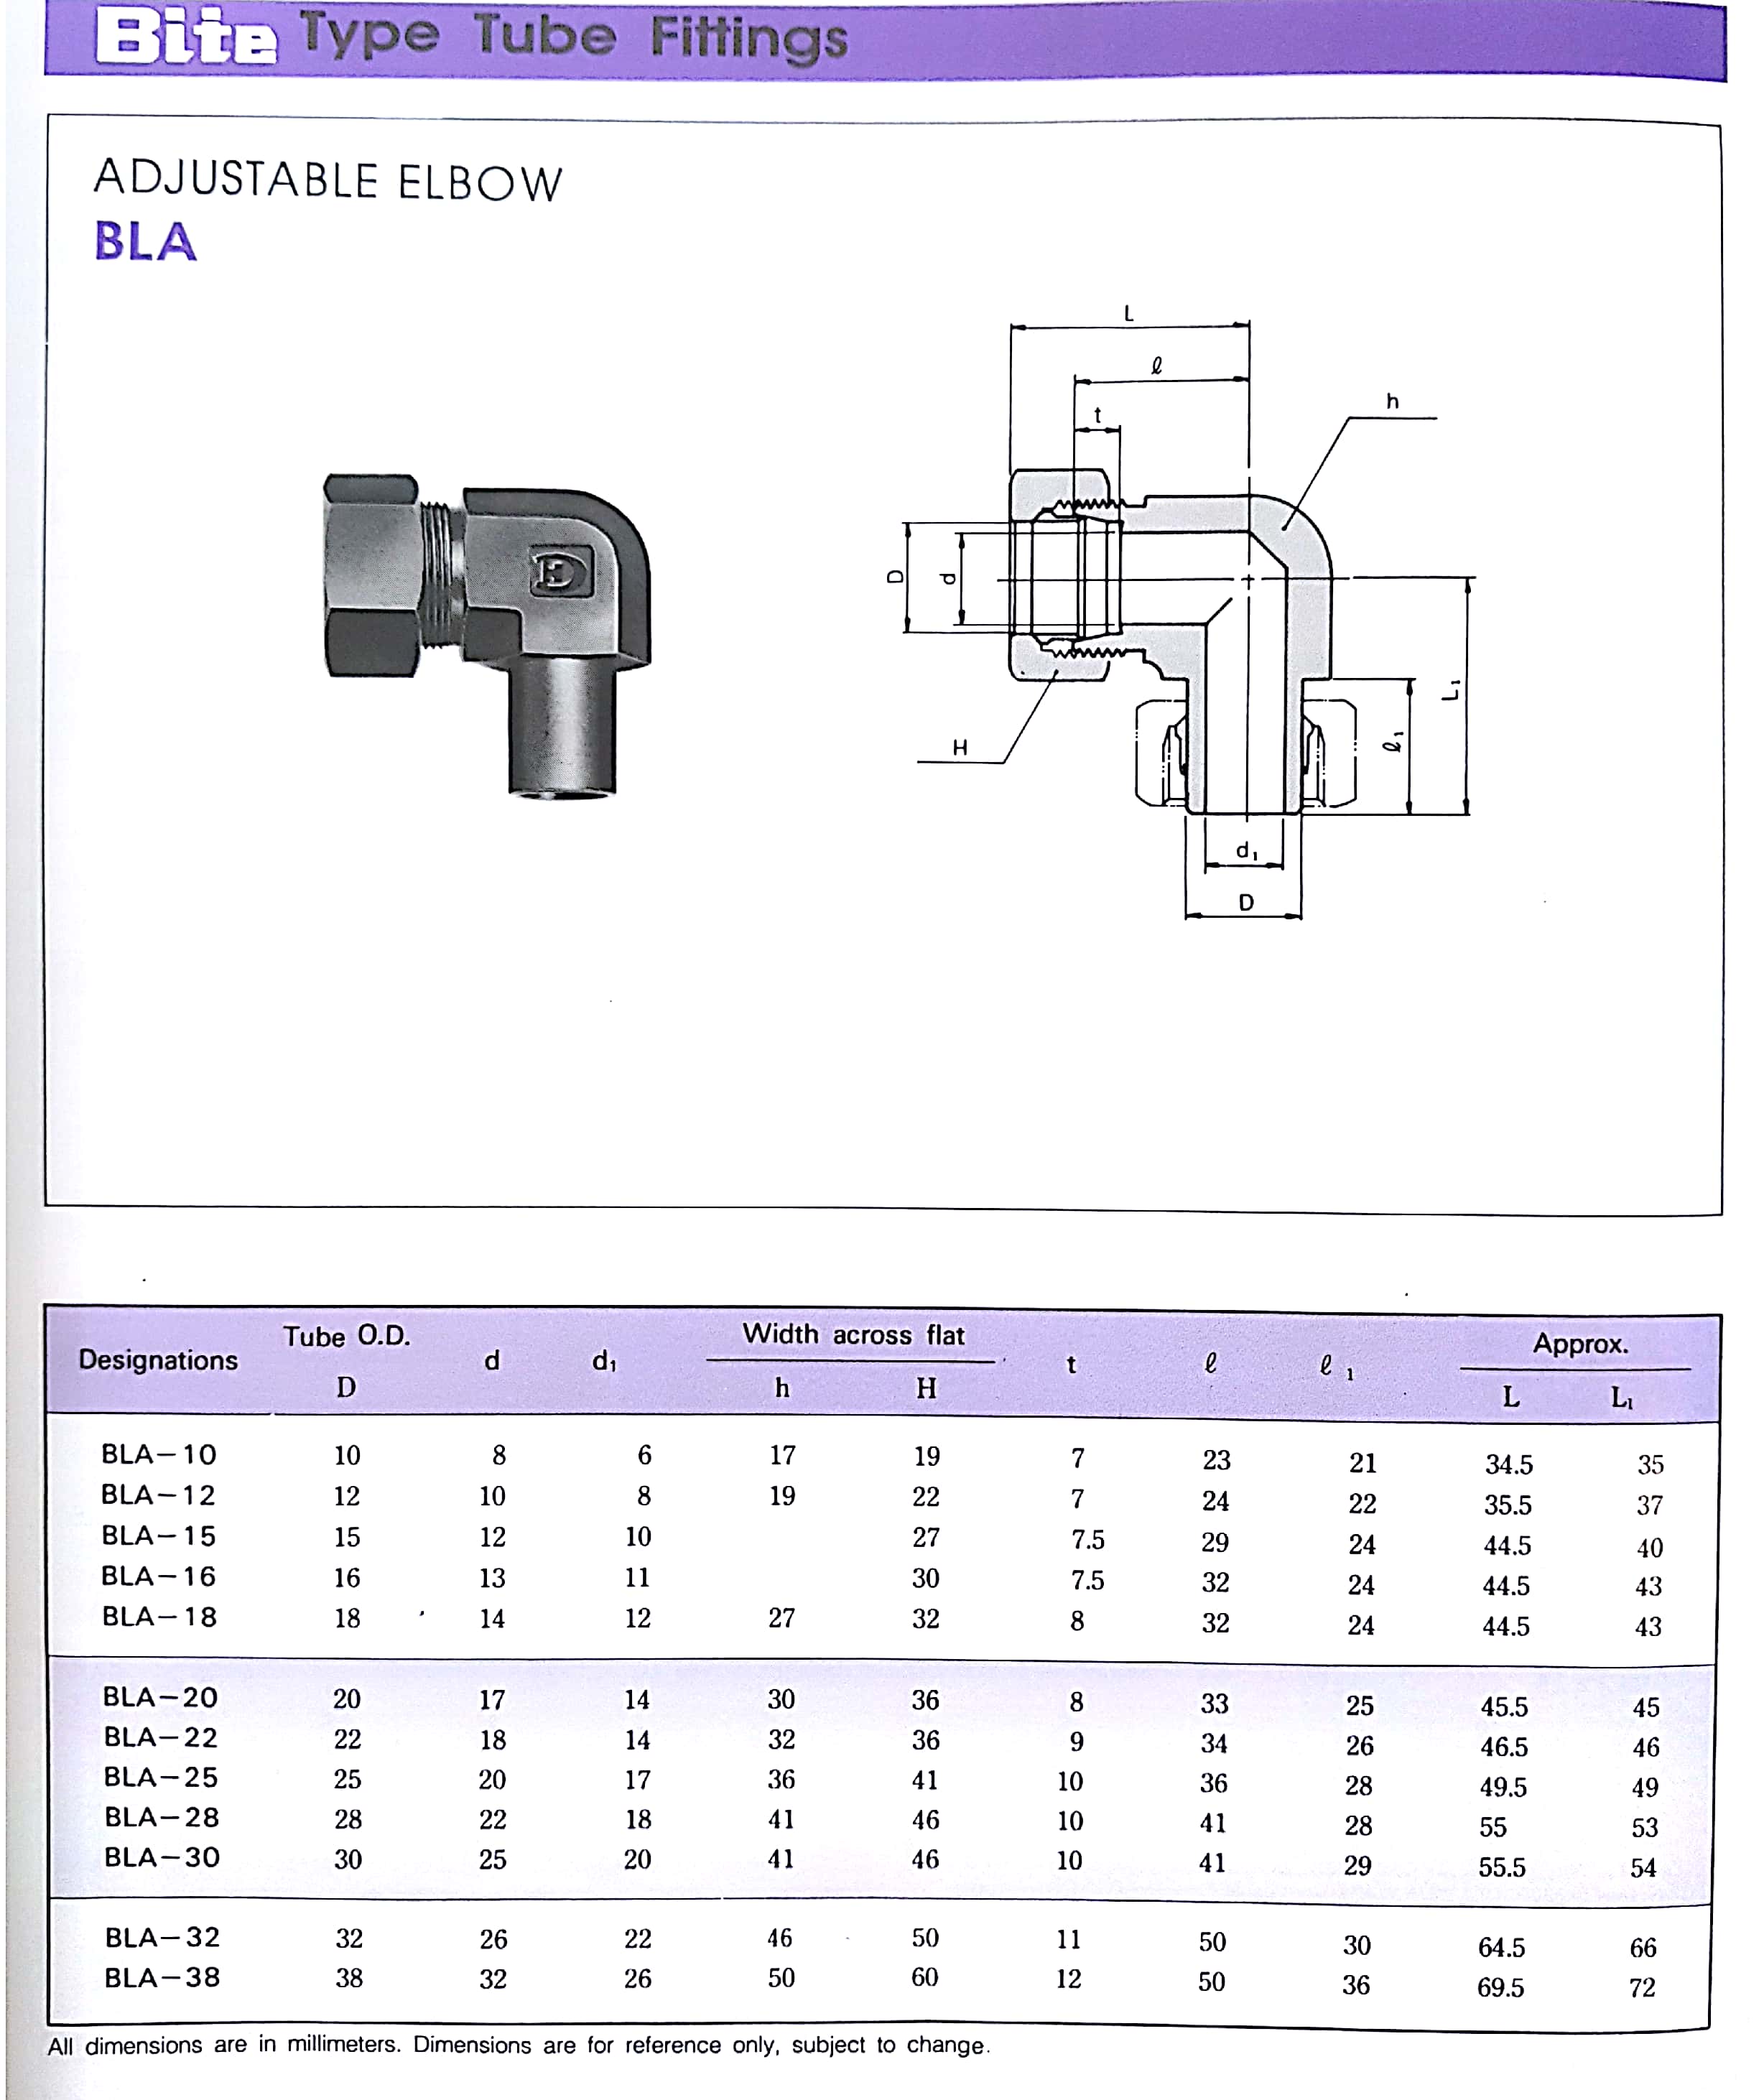 Bite Type Tube Fittings
ADJUSTABLE ELBOW
BLA
L
ℓ
t
h
D
d
H
L₁
ℓ₁
d₁
D
Designations Tube O.D. D d d₁ Width across flat h H t ℓ ℓ₁ Approx. L L₁
BLA-10 10 8 6 17 19 7 23 21 34.5 35
BLA-12 12 10 8 19 22 7 24 22 35.5 37
BLA-15 15 12 10 27 7.5 29 24 44.5 40
BLA-16 16 13 11 30 7.5 32 24 44.5 43
BLA-18 18 14 12 27 32 8 32 24 44.5 43
BLA-20 20 17 14 30 36 8 33 25 45.5 45
BLA-22 22 18 14 32 36 9 34 26 46.5 46
BLA-25 25 20 17 36 41 10 36 28 49.5 49
BLA-28 28 22 18 41 46 10 41 28 55 53
BLA-30 30 25 20 41 46 10 41 29 55.5 54
BLA-32 32 26 22 46 50 11 50 30 64.5 66
BLA-38 38 32 26 50 60 12 50 36 69.5 72
All dimensions are in millimeters. Dimensions are for reference only, subject to change.